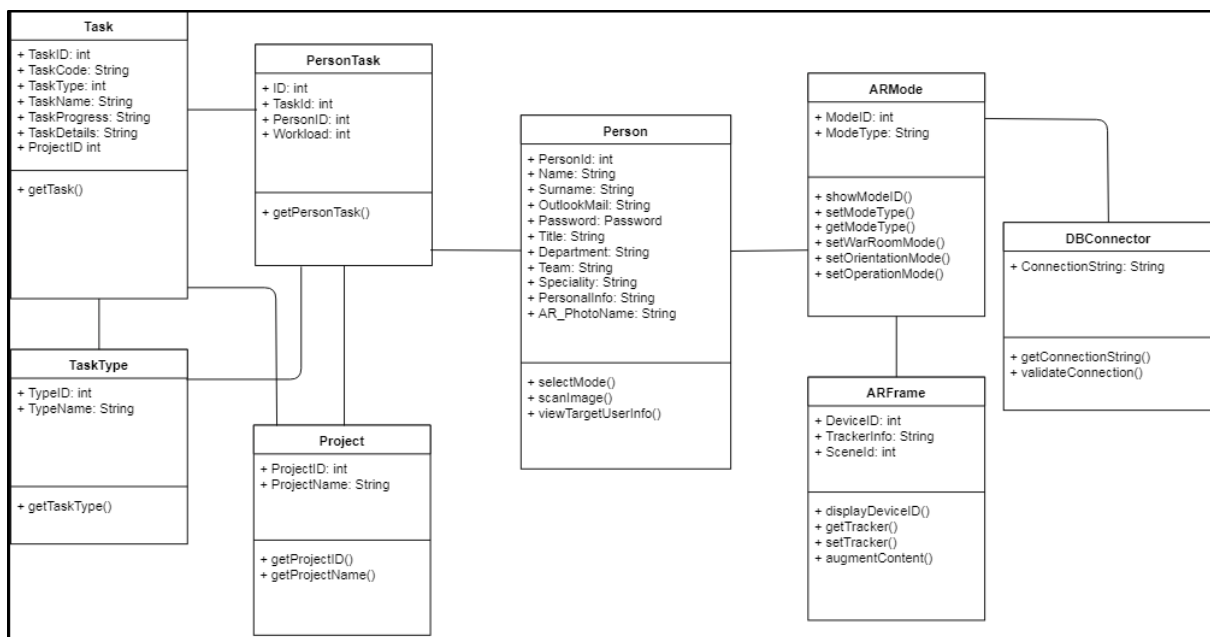 Task
+ TaskID: int
+ TaskCode: String
+ TaskType: int
+ TaskName: String
+ TaskProgress: String
+ TaskDetails: String
+ ProjectID int
+ getTask()
PersonTask
+ ID: int
+ TaskId: int
+ PersonID: int
+ Workload: int
+ getPersonTask()
Person
+ PersonId: int
+ Name: String
+ Surname: String
+ OutlookMail: String
+ Password: Password
+ Title: String
+ Department: String
+ Team: String
+ Speciality: String
+ PersonalInfo: String
+ AR_PhotoName: String
+ selectMode()
+ scanImage()
+ viewTargetUserInfo()
ARMode
+ ModeID: int
+ ModeType: String
+ showModeID()
+ setModeType()
+ getModeType()
+ setWarRoomMode()
+ setOrientationMode()
+ setOperationMode()
DBConnector
+ ConnectionString: String
+ getConnectionString()
+ validateConnection()
TaskType
+ TypeID: int
+ TypeName: String
+ getTaskType()
Project
+ ProjectID: int
+ ProjectName: String
+ getProjectID()
+ getProjectName()
ARFrame
+ DeviceID: int
+ TrackerInfo: String
+ SceneId: int
+ displayDeviceID()
+ getTracker()
+ setTracker()
+ augmentContent()